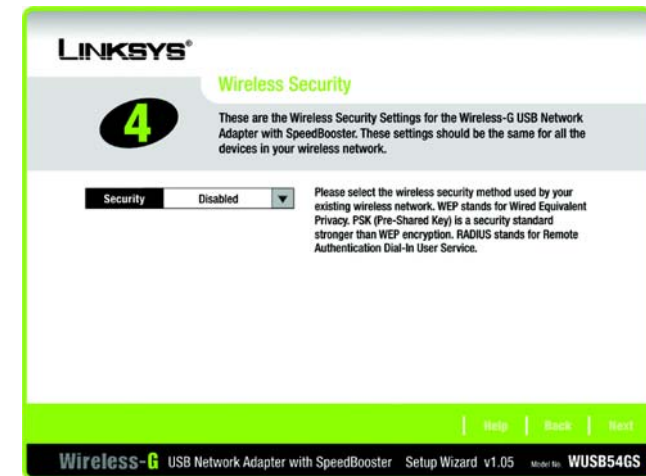 LINKSYS®
Wireless Security
4
These are the Wireless Security Settings for the Wireless-G USB Network
Adapter with SpeedBooster. These settings should be the same for all the
devices in your wireless network.
Security Disabled
Please select the wireless security method used by your
existing wireless network. WEP stands for Wired Equivalent
Privacy. PSK (Pre-Shared Key) is a security standard
stronger than WEP encryption. RADIUS stands for Remote
Authentication Dial-In User Service.
Help Back Next
Wireless-G USB Network Adapter with SpeedBooster Setup Wizard v1.05 Model No. WUSB54GS